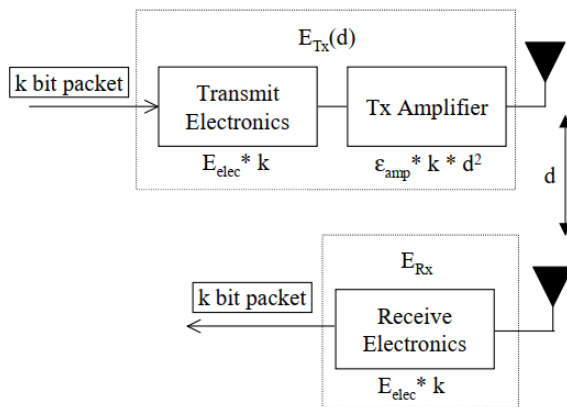 E_Tx(d)
k bit packet
Transmit
Electronics
Tx Amplifier
E_elec* k
ε_amp* k * d²
d
E_Rx
k bit packet
Receive
Electronics
E_elec* k